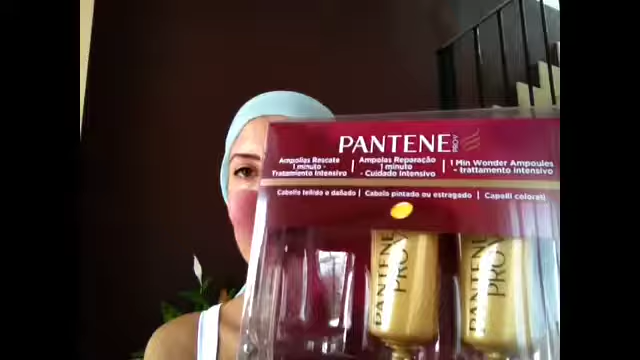 PANTENE PRO-V
Ampollas Rescate 1 minuto - Tratamiento Intensivo
Ampolas Reparação 1 minuto - Cuidado Intensivo
1 Min Wonder Ampoules - trattamento intensivo
Cabello teñido o dañado | Cabelo pintado ou estragado | Capelli colorati
PANTENE
PRO-V
PANTENE
PRO-V